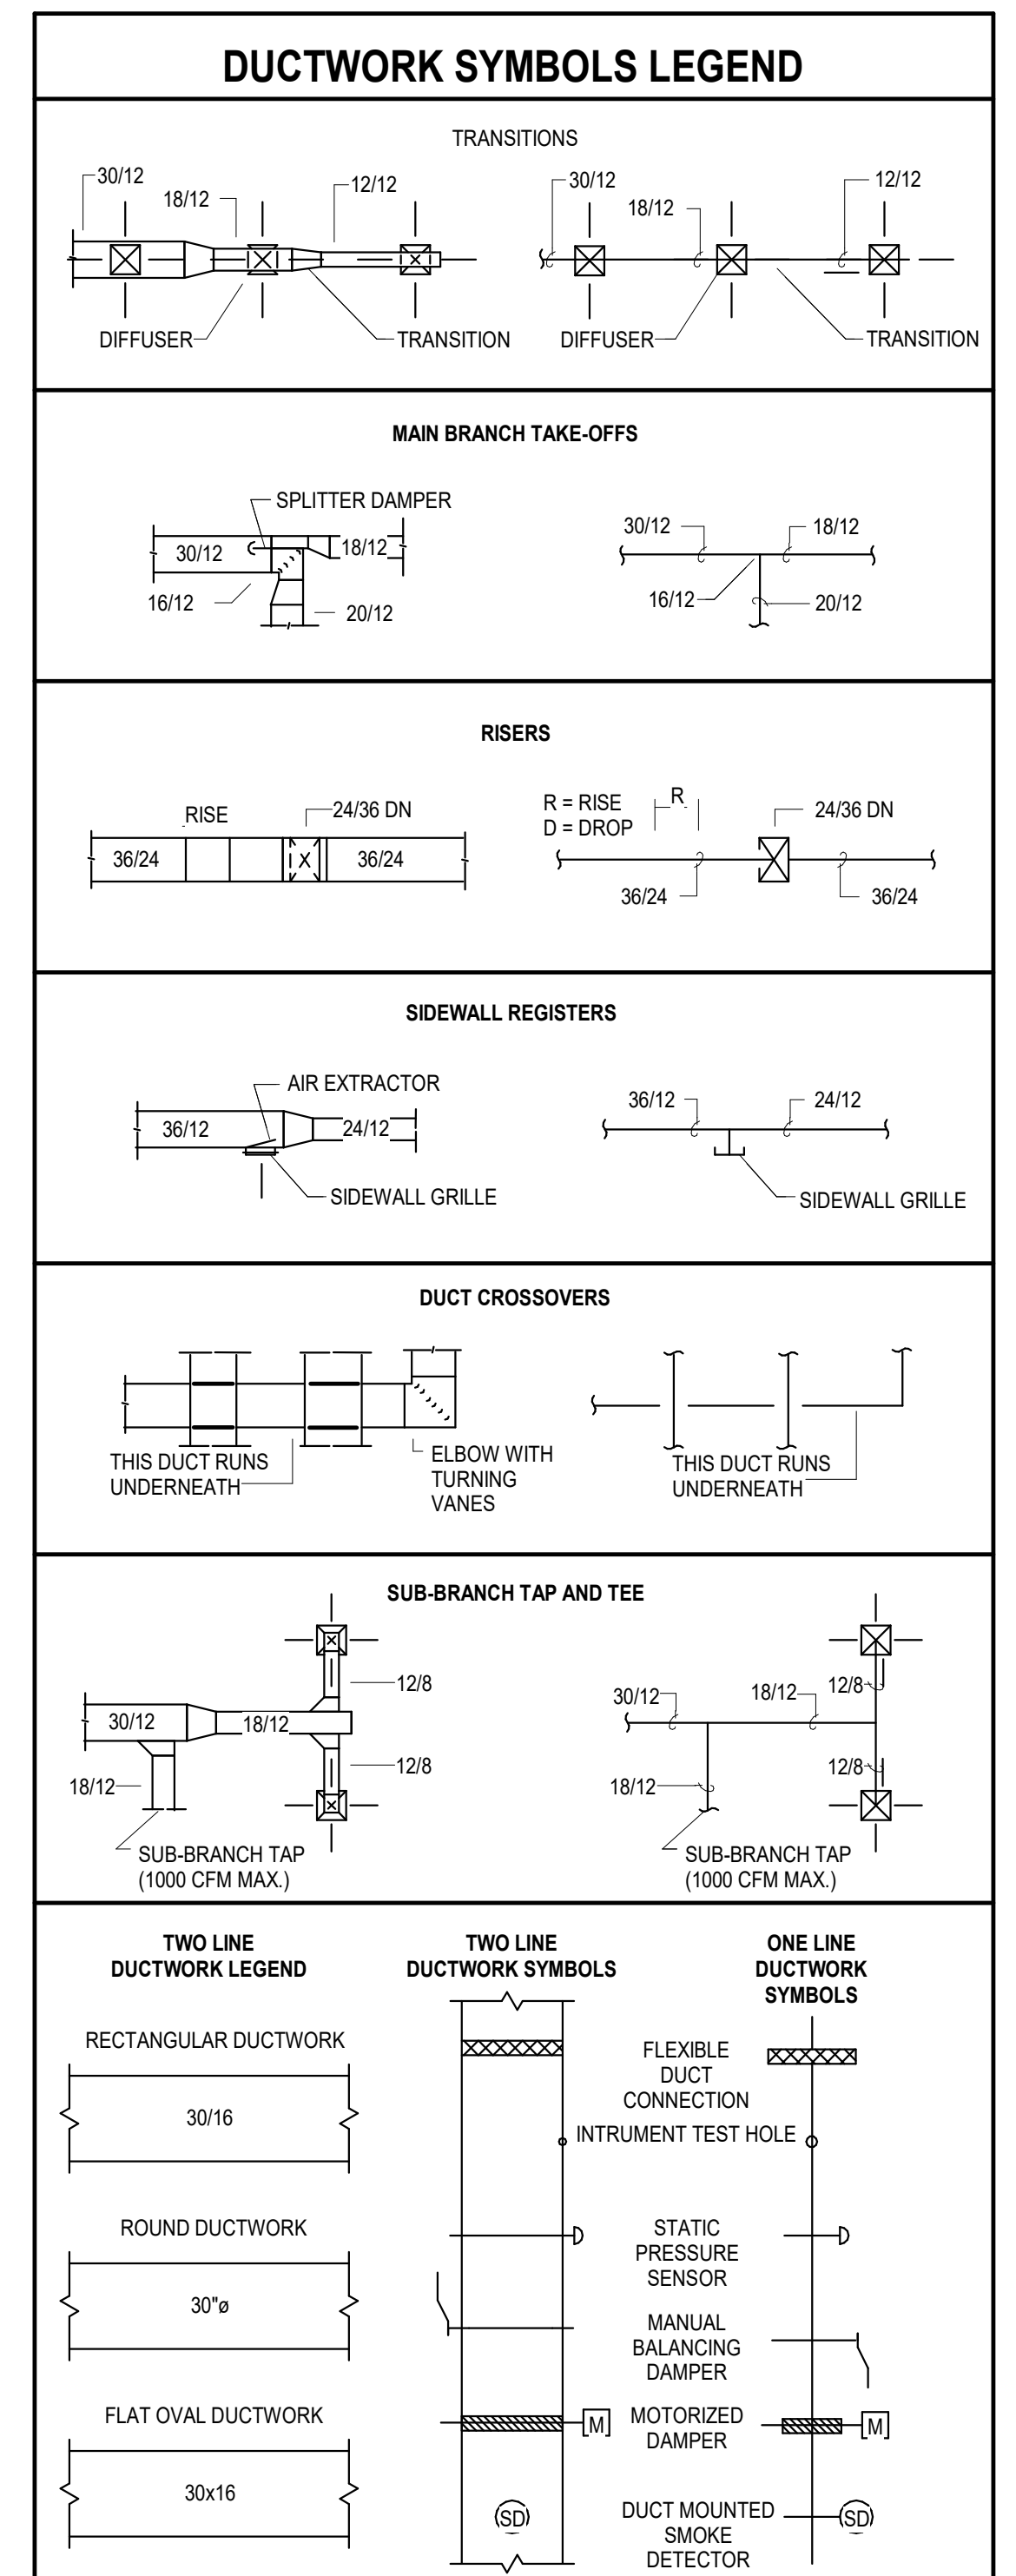 DUCTWORK SYMBOLS LEGEND
TRANSITIONS
30/12
18/12
12/12
DIFFUSER
TRANSITION
30/12
18/12
12/12
DIFFUSER
TRANSITION
MAIN BRANCH TAKE-OFFS
SPLITTER DAMPER
30/12
18/12
16/12
20/12
30/12
18/12
16/12
20/12
RISERS
RISE
24/36 DN
36/24
36/24
R = RISE
D = DROP
R
24/36 DN
36/24
36/24
SIDEWALL REGISTERS
AIR EXTRACTOR
36/12
24/12
SIDEWALL GRILLE
36/12
24/12
SIDEWALL GRILLE
DUCT CROSSOVERS
THIS DUCT RUNS
UNDERNEATH
ELBOW WITH
TURNING
VANES
THIS DUCT RUNS
UNDERNEATH
SUB-BRANCH TAP AND TEE
12/8
30/12
18/12
12/8
18/12
SUB-BRANCH TAP
(1000 CFM MAX.)
12/8
30/12
18/12
12/8
18/12
SUB-BRANCH TAP
(1000 CFM MAX.)
TWO LINE
DUCTWORK LEGEND
RECTANGULAR DUCTWORK
30/16
ROUND DUCTWORK
30"ø
FLAT OVAL DUCTWORK
30x16
TWO LINE
DUCTWORK SYMBOLS
ONE LINE
DUCTWORK
SYMBOLS
FLEXIBLE
DUCT
CONNECTION
INTRUMENT TEST HOLE
STATIC
PRESSURE
SENSOR
MANUAL
BALANCING
DAMPER
M
MOTORIZED
DAMPER
M
SD
DUCT MOUNTED
SMOKE
DETECTOR
SD